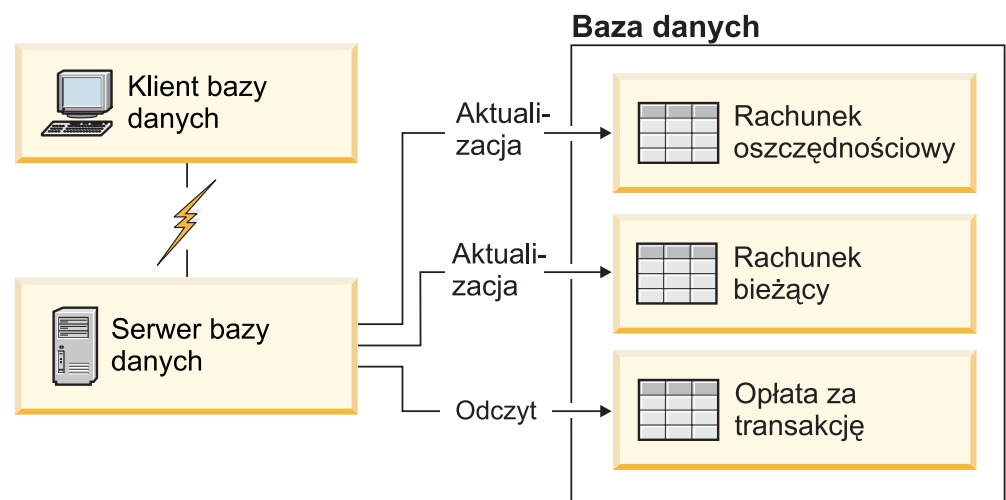 Baza danych
Klient bazy
danych
Aktuali-
zacja
Rachunek
oszczędnościowy
Aktuali-
zacja
Rachunek
bieżący
Serwer bazy
danych
Odczyt
Opłata za
transakcję